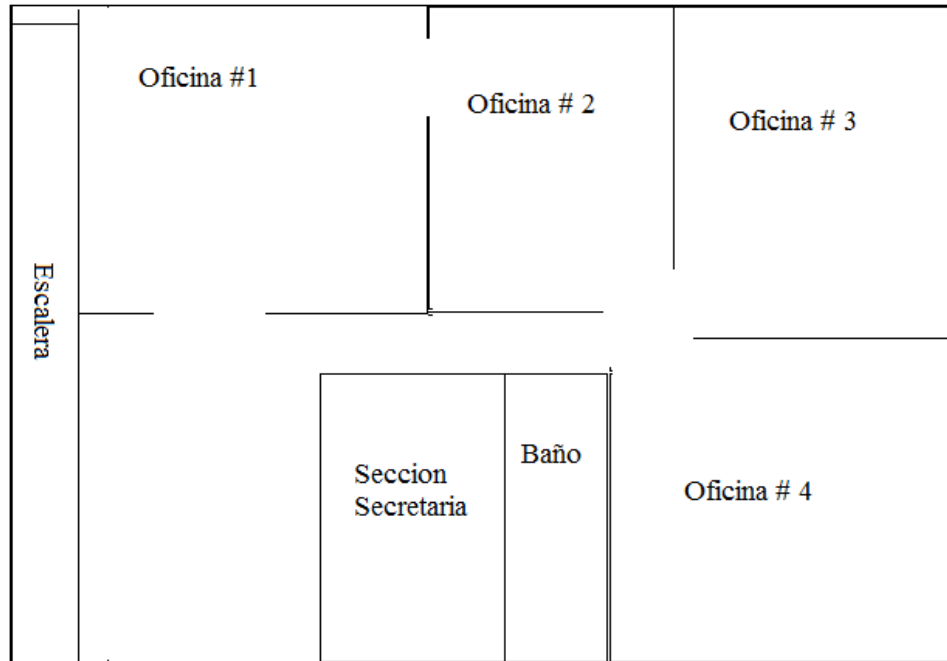 Oficina #1
Oficina # 2
Oficina # 3
Escalera
Seccion
Secretaria
Baño
Oficina # 4